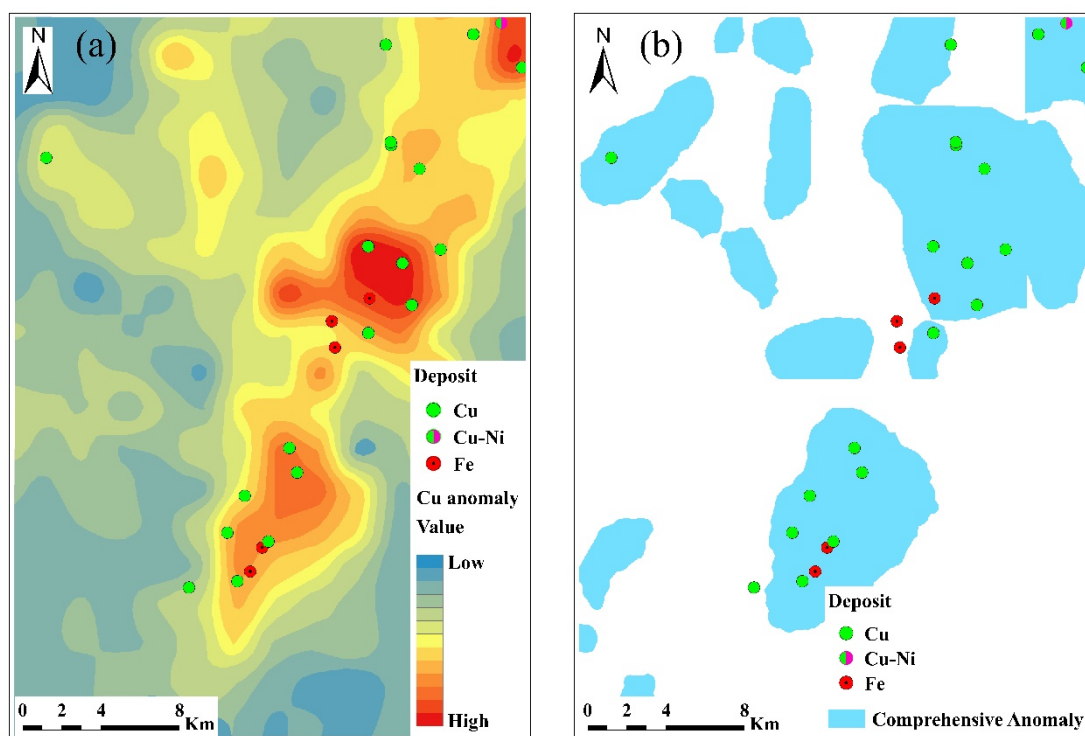 N
(a)
Deposit
Cu
Cu-Ni
Fe
Cu anomaly
Value
Low
High
0 2 4 8
Km
N
(b)
Deposit
Cu
Cu-Ni
Fe
Comprehensive Anomaly
0 2 4 8
Km